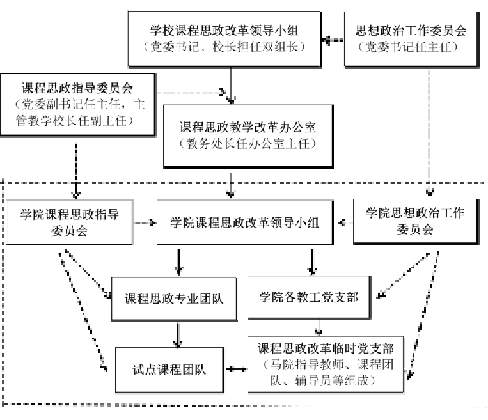 学校课程思政改革领导小组
（党委书记、校长担任双组长）
思想政治工作委员会
（党委书记任主任）
课程思政指导委员会
（党委副书记任主任，主
管教学校长任副主任）
课程思政教学改革办公室
（教务处长任办公室主任）
学院课程思政指导
委员会
学院课程思政改革领导小组
学院思想政治工作
委员会
课程思政专业团队
学院各教工党支部
试点课程团队
课程思政改革临时党支部
（马院指导教师、课程团
队、辅导员等组成）